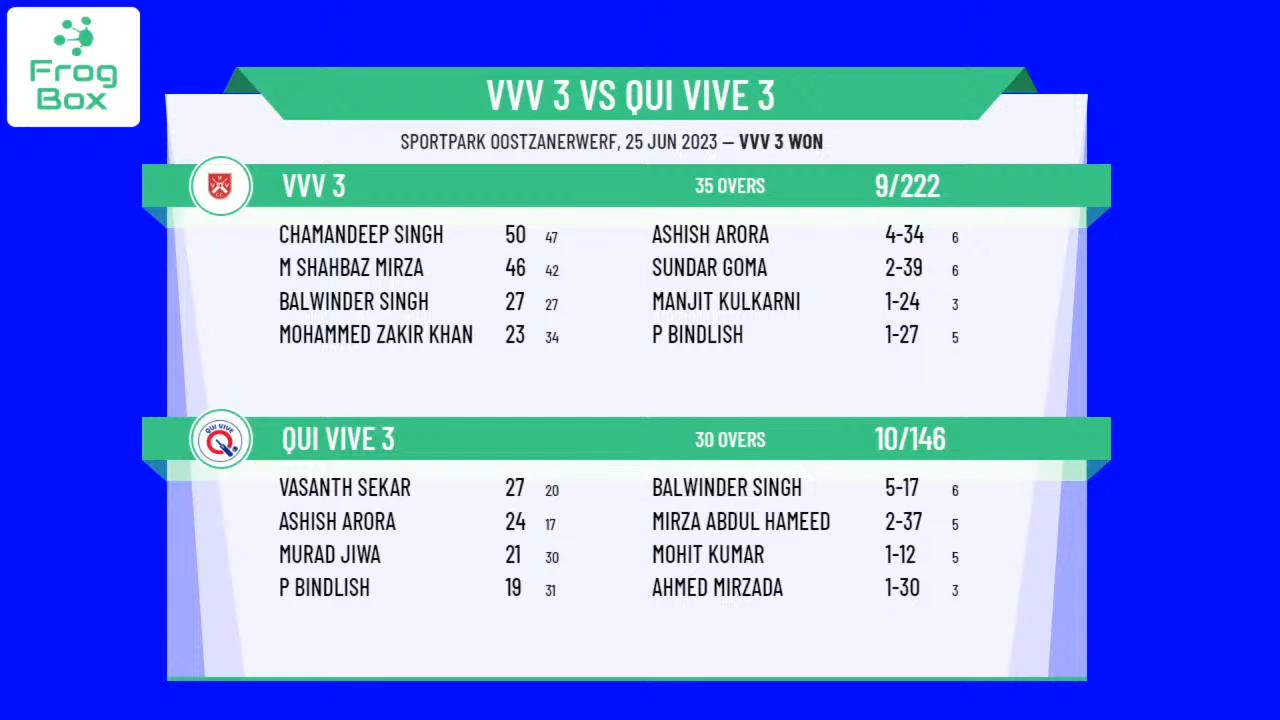 Frog
Box
VVV 3 VS QUI VIVE 3
SPORTPARK OOSTZANERWERF, 25 JUN 2023 – VVV 3 WON
VVV 3 35 OVERS 9/222
CHAMANDEEP SINGH 50 47 ASHISH ARORA 4-34 6
M SHAHBAZ MIRZA 46 42 SUNDAR GOMA 2-39 6
BALWINDER SINGH 27 27 MANJIT KULKARNI 1-24 3
MOHAMMED ZAKIR KHAN 23 34 P BINDLISH 1-27 5
QUI VIVE
QUI VIVE 3 30 OVERS 10/146
VASANTH SEKAR 27 20 BALWINDER SINGH 5-17 6
ASHISH ARORA 24 17 MIRZA ABDUL HAMEED 2-37 5
MURAD JIWA 21 30 MOHIT KUMAR 1-12 5
P BINDLISH 19 31 AHMED MIRZADA 1-30 3